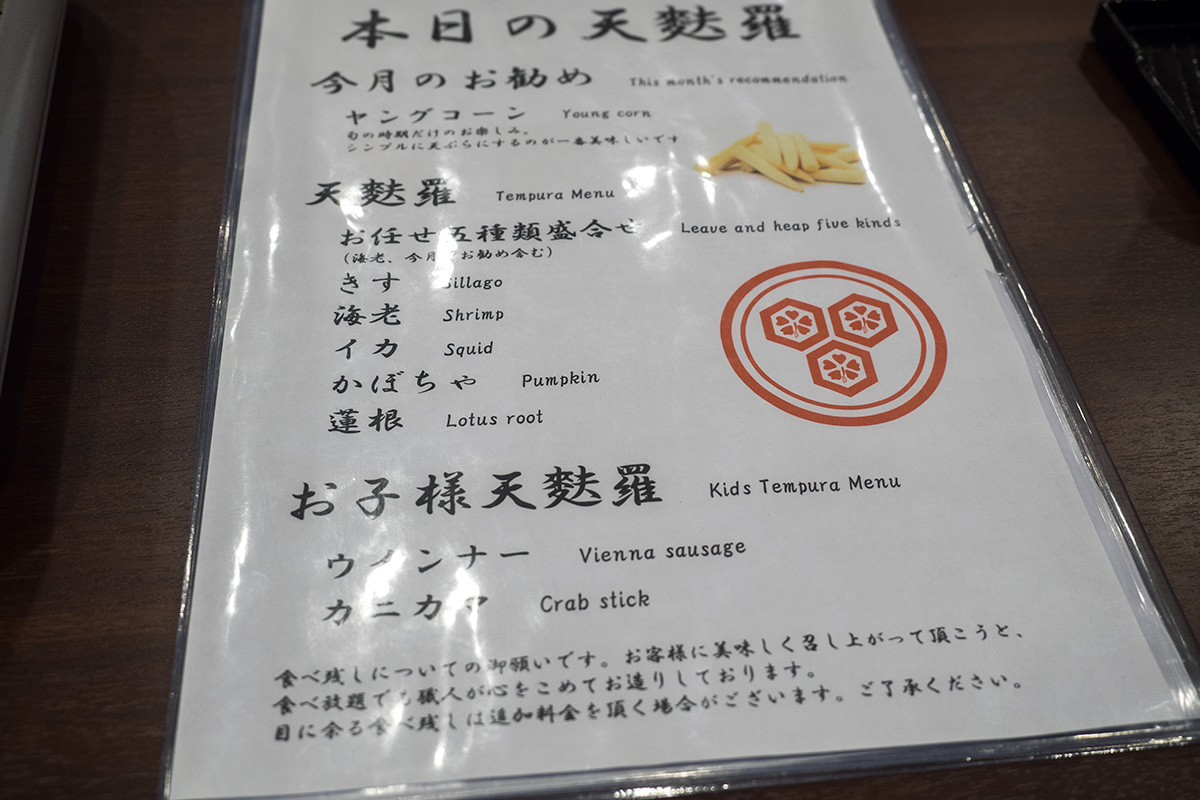 本日の天麩羅
今月のお勧め This month's recommendation
ヤングコーン Young corn
旬の時期だけのお楽しみ。
シンプルに天ぷらにするのが一番美味しいです
天麩羅 Tempura Menu
お任せ五種類盛合せ Leave and heap five kinds
(海老、今月のお勧め含む)
きす Sillago
海老 Shrimp
イカ Squid
かぼちゃ Pumpkin
蓮根 Lotus root
お子様天麩羅 Kids Tempura Menu
ウインナー Vienna sausage
カニカマ Crab stick
食べ残しについての御願いです。お客様に美味しく召し上がって頂こうと、
食べ放題でも職人が心をこめてお造りしております。
目に余る食べ残しは追加料金を頂く場合がございます。ご了承ください。